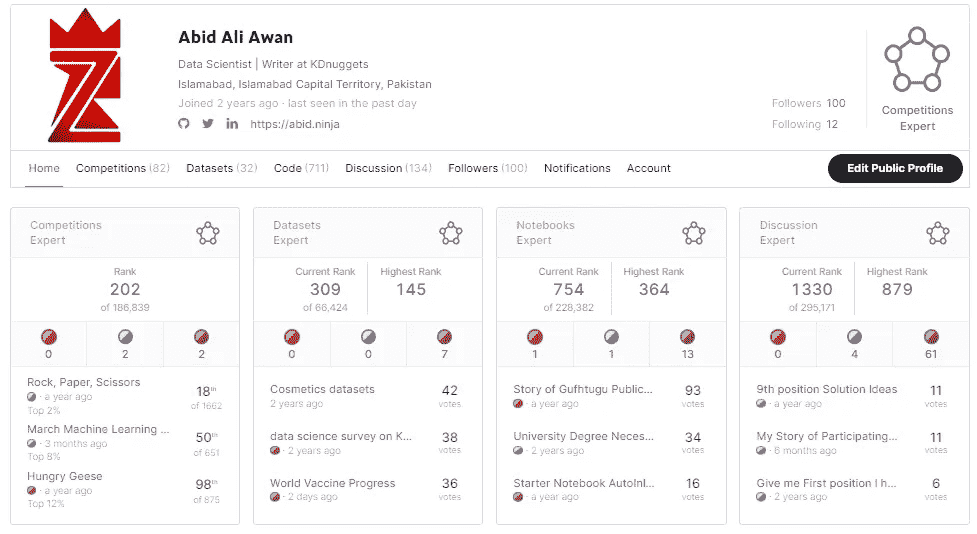 Abid Ali Awan
Data Scientist | Writer at KDnuggets
Islamabad, Islamabad Capital Territory, Pakistan
Joined 2 years ago · last seen in the past day
https://abid.ninja
Followers 100
Following 12
Competitions
Expert
Home Competitions (82) Datasets (32) Code (711) Discussion (134) Followers (100) Notifications Account Edit Public Profile
Competitions
Expert
Rank
202
of 186,839
0 2 2
Rock, Paper, Scissors
· a year ago
Top 2%
18th
of 1662
March Machine Learning ...
· 3 months ago
Top 8%
50th
of 651
Hungry Geese
· a year ago
Top 12%
98th
of 875
Datasets
Expert
Current Rank Highest Rank
309 145
of 66,424
0 0 7
Cosmetics datasets
2 years ago
42
votes
data science survey on K...
· 2 years ago
38
votes
World Vaccine Progress
· 2 days ago
36
votes
Notebooks
Expert
Current Rank Highest Rank
754 364
of 228,382
1 1 13
Story of Gufhtugu Public...
· a year ago
93
votes
University Degree Neces...
· 2 years ago
34
votes
Starter Notebook AutoInl...
· a year ago
16
votes
Discussion
Expert
Current Rank Highest Rank
1330 879
of 295,171
0 4 61
9th position Solution Ideas
· a year ago
11
votes
My Story of Participating...
· 6 months ago
11
votes
Give me First position I h...
· 2 years ago
6
votes